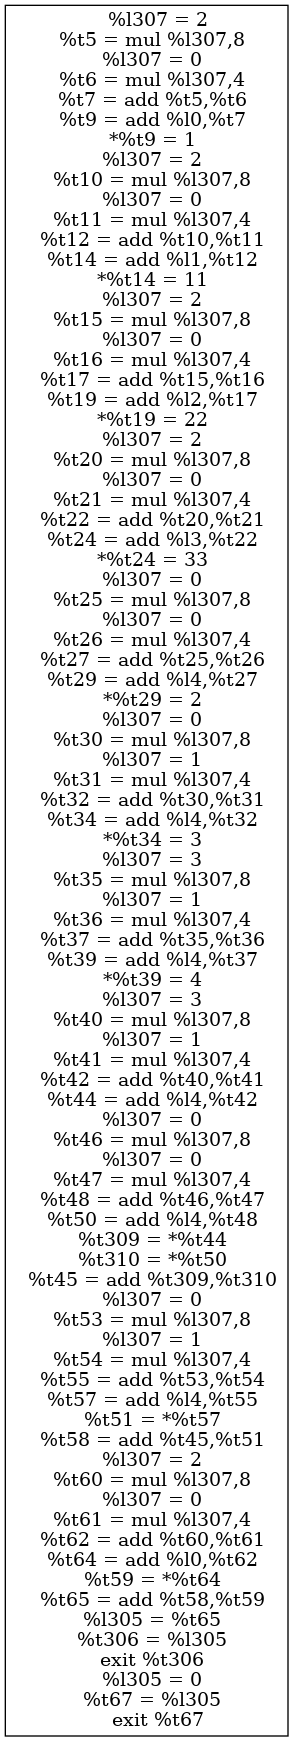 %l307 = 2
%t5 = mul %l307,8
%l307 = 0
%t6 = mul %l307,4
%t7 = add %t5,%t6
%t9 = add %l0,%t7
*%t9 = 1
%l307 = 2
%t10 = mul %l307,8
%l307 = 0
%t11 = mul %l307,4
%t12 = add %t10,%t11
%t14 = add %l1,%t12
*%t14 = 11
%l307 = 2
%t15 = mul %l307,8
%l307 = 0
%t16 = mul %l307,4
%t17 = add %t15,%t16
%t19 = add %l2,%t17
*%t19 = 22
%l307 = 2
%t20 = mul %l307,8
%l307 = 0
%t21 = mul %l307,4
%t22 = add %t20,%t21
%t24 = add %l3,%t22
*%t24 = 33
%l307 = 0
%t25 = mul %l307,8
%l307 = 0
%t26 = mul %l307,4
%t27 = add %t25,%t26
%t29 = add %l4,%t27
*%t29 = 2
%l307 = 0
%t30 = mul %l307,8
%l307 = 1
%t31 = mul %l307,4
%t32 = add %t30,%t31
%t34 = add %l4,%t32
*%t34 = 3
%l307 = 3
%t35 = mul %l307,8
%l307 = 1
%t36 = mul %l307,4
%t37 = add %t35,%t36
%t39 = add %l4,%t37
*%t39 = 4
%l307 = 3
%t40 = mul %l307,8
%l307 = 1
%t41 = mul %l307,4
%t42 = add %t40,%t41
%t44 = add %l4,%t42
%l307 = 0
%t46 = mul %l307,8
%l307 = 0
%t47 = mul %l307,4
%t48 = add %t46,%t47
%t50 = add %l4,%t48
%t309 = *%t44
%t310 = *%t50
%t45 = add %t309,%t310
%l307 = 0
%t53 = mul %l307,8
%l307 = 1
%t54 = mul %l307,4
%t55 = add %t53,%t54
%t57 = add %l4,%t55
%t51 = *%t57
%t58 = add %t45,%t51
%l307 = 2
%t60 = mul %l307,8
%l307 = 0
%t61 = mul %l307,4
%t62 = add %t60,%t61
%t64 = add %l0,%t62
%t59 = *%t64
%t65 = add %t58,%t59
%l305 = %t65
%t306 = %l305
exit %t306
%l305 = 0
%t67 = %l305
exit %t67